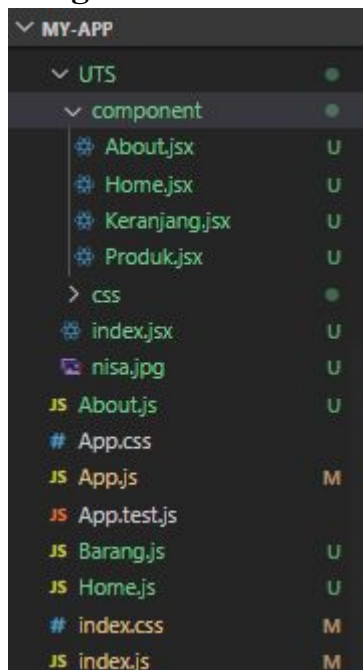 MY-APP
UTS
component
About.jsx U
Home.jsx U
Keranjang.jsx U
Produk.jsx U
css
index.jsx U
nisa.jpg U
JS About.js U
# App.css
JS App.js M
JS App.test.js
JS Barang.js U
JS Home.js U
# index.css M
JS index.js M